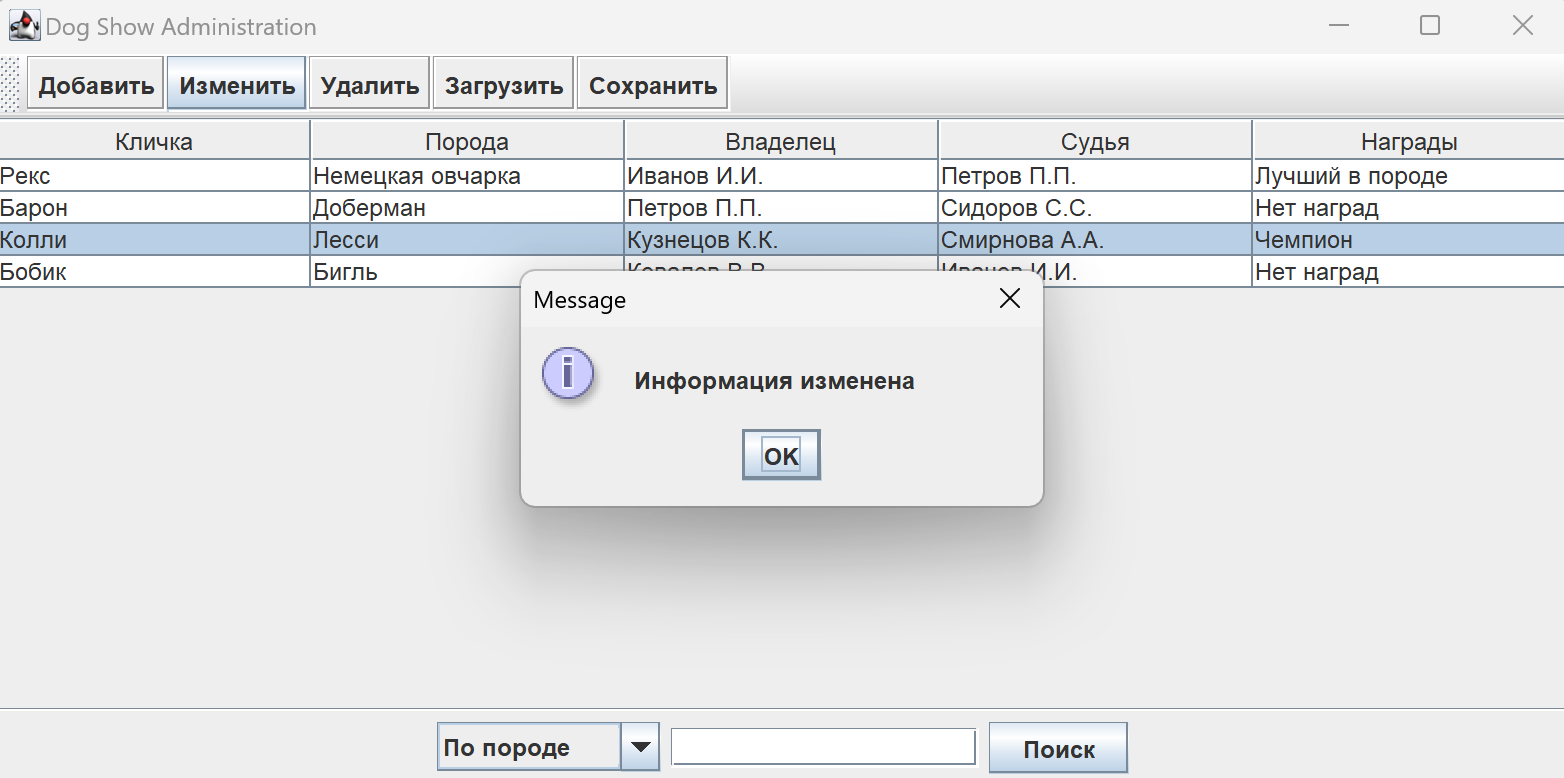 Dog Show Administration
Добавить Изменить Удалить Загрузить Сохранить
Кличка Порода Владелец Судья Награды
Рекс Немецкая овчарка Иванов И.И. Петров П.П. Лучший в породе
Барон Доберман Петров П.П. Сидоров С.С. Нет наград
Колли Лесси Кузнецов К.К. Смирнова А.А. Чемпион
Бобик Бигль Иванов И.И. Нет наград
Message
Информация изменена
OK
По породе Поиск